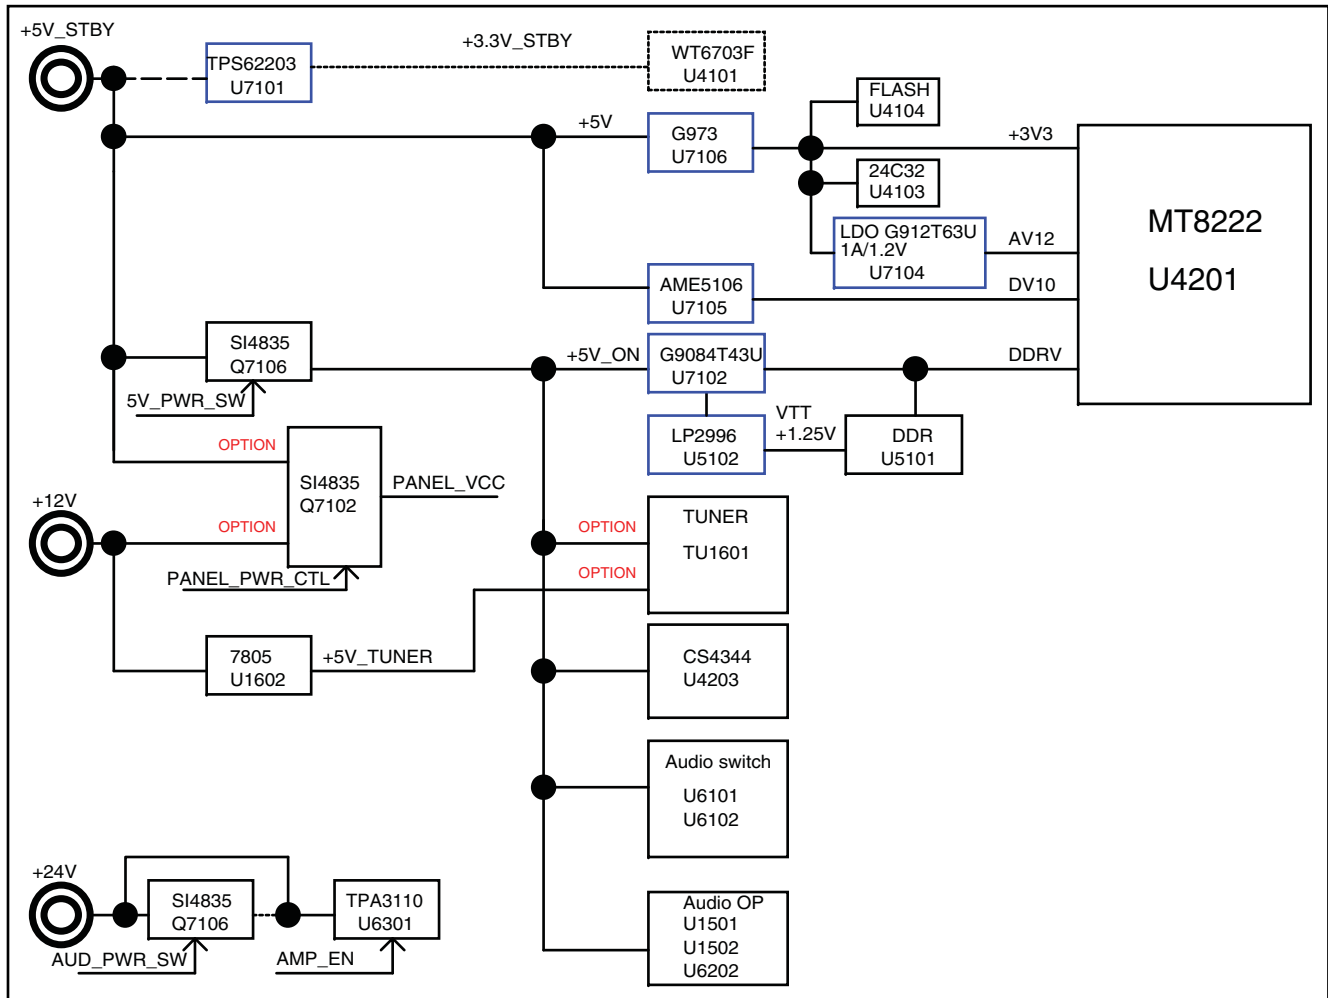 +5V_STBY
TPS62203
U7101
+3.3V_STBY
WT6703F
U4101
FLASH
U4104
+5V
G973
U7106
+3V3
24C32
U4103
MT8222
U4201
LDO G912T63U
1A/1.2V
U7104
AV12
AME5106
U7105
DV10
SI4835
Q7106
5V_PWR_SW
+5V_ON
G9084T43U
U7102
DDRV
LP2996
U5102
VTT
+1.25V
DDR
U5101
OPTION
SI4835
Q7102
PANEL_VCC
+12V
OPTION
PANEL_PWR_CTL
OPTION
TUNER
TU1601
OPTION
7805
U1602
+5V_TUNER
CS4344
U4203
Audio switch
U6101
U6102
+24V
SI4835
Q7106
AUD_PWR_SW
TPA3110
U6301
AMP_EN
Audio OP
U1501
U1502
U6202